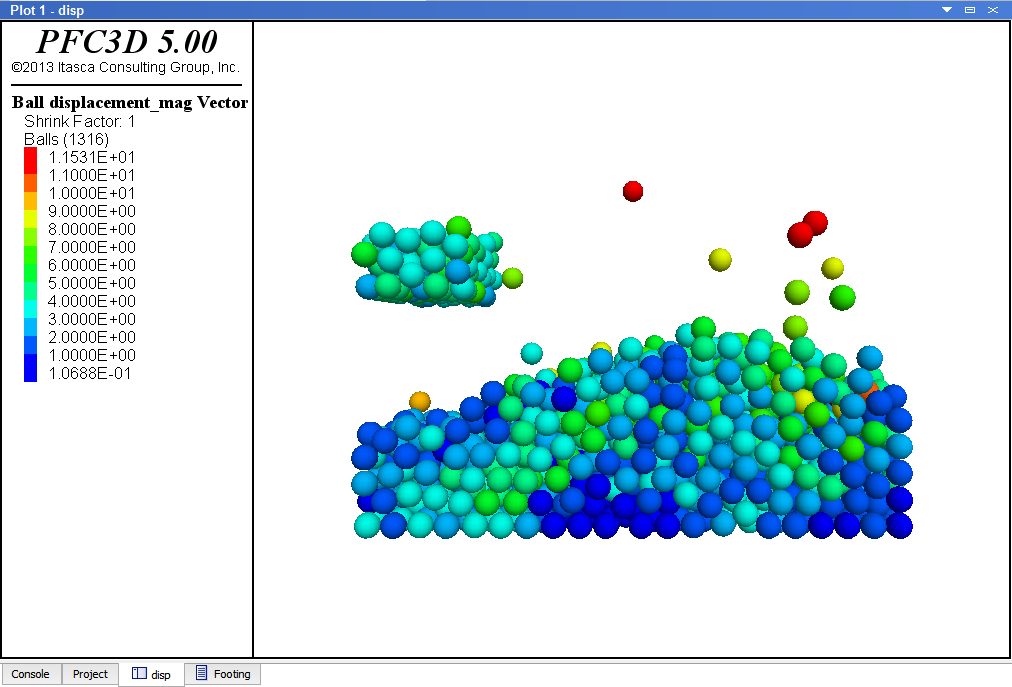 Plot 1 - disp
PFC3D 5.00
©2013 Itasca Consulting Group, Inc.
Ball displacement_mag Vector
Shrink Factor: 1
Balls (1316)
1.1531E+01
1.1000E+01
1.0000E+01
9.0000E+00
8.0000E+00
7.0000E+00
6.0000E+00
5.0000E+00
4.0000E+00
3.0000E+00
2.0000E+00
1.0000E+00
1.0688E-01
Console Project disp Footing